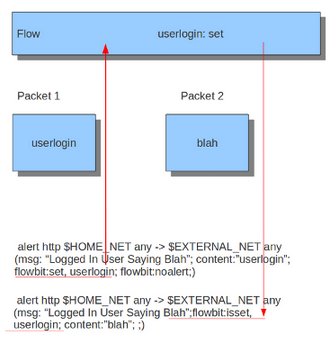 Flow userlogin: set
Packet 1 Packet 2
userlogin blah
alert http $HOME_NET any -> $EXTERNAL_NET any
(msg: “Logged In User Saying Blah”; content:”userlogin”;
flowbit:set, userlogin; flowbit:noalert;)
alert http $HOME_NET any -> $EXTERNAL_NET any
(msg: “Logged In User Saying Blah”;flowbit:isset,
userlogin; content:”blah”; ;)